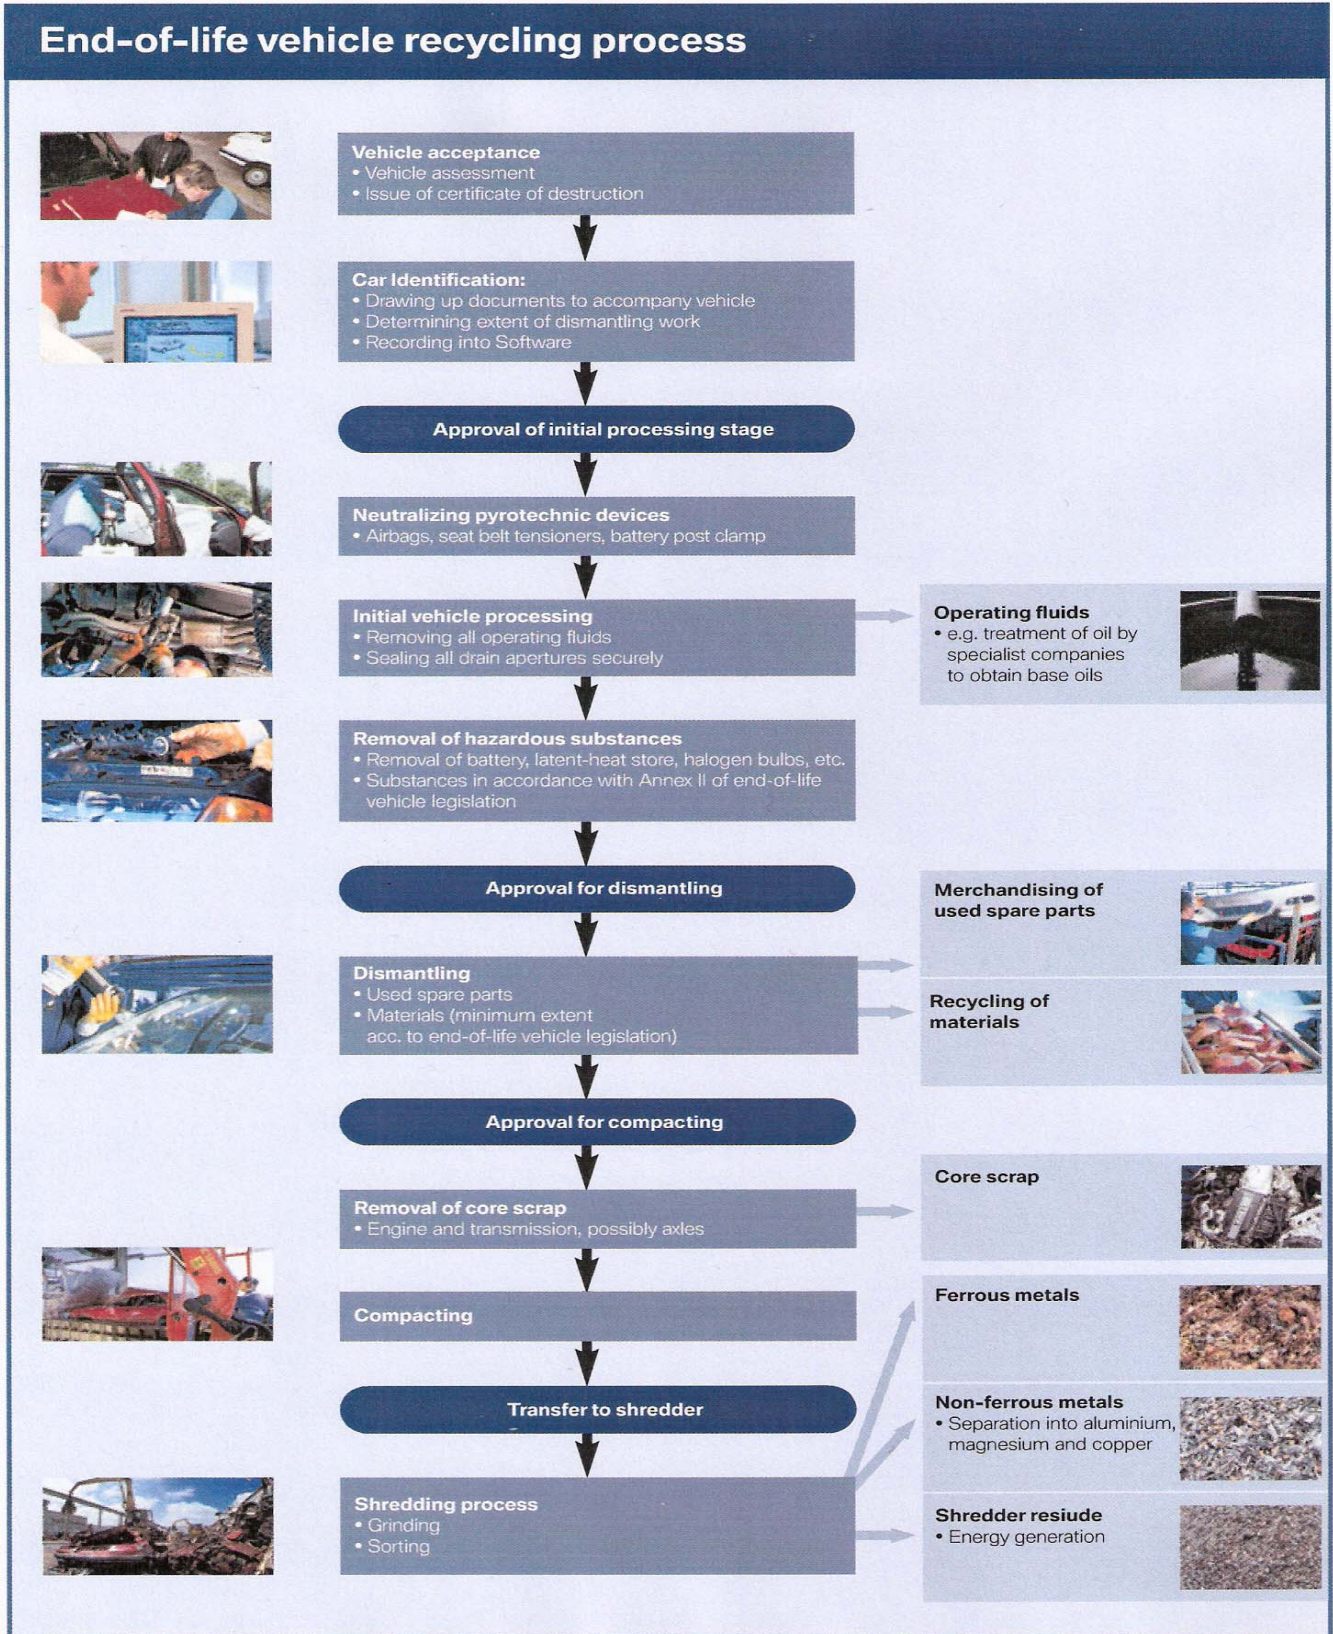 End-of-life vehicle recycling process
Vehicle acceptance
• Vehicle assessment
• Issue of certificate of destruction
Car Identification:
• Drawing up documents to accompany vehicle
• Determining extent of dismantling work
• Recording into Software
Approval of initial processing stage
Neutralizing pyrotechnic devices
• Airbags, seat belt tensioners, battery post clamp
Initial vehicle processing
• Removing all operating fluids
• Sealing all drain apertures securely
Operating fluids
• e.g. treatment of oil by
specialist companies
to obtain base oils
Removal of hazardous substances
• Removal of battery, latent-heat store, halogen bulbs, etc.
• Substances in accordance with Annex II of end-of-life
vehicle legislation
Approval for dismantling
Merchandising of
used spare parts
Dismantling
• Used spare parts
• Materials (minimum extent
acc. to end-of-life vehicle legislation)
Recycling of
materials
Approval for compacting
Removal of core scrap
• Engine and transmission, possibly axles
Core scrap
Compacting
Ferrous metals
Transfer to shredder
Non-ferrous metals
• Separation into aluminium,
magnesium and copper
Shredding process
• Grinding
• Sorting
Shredder resiude
• Energy generation